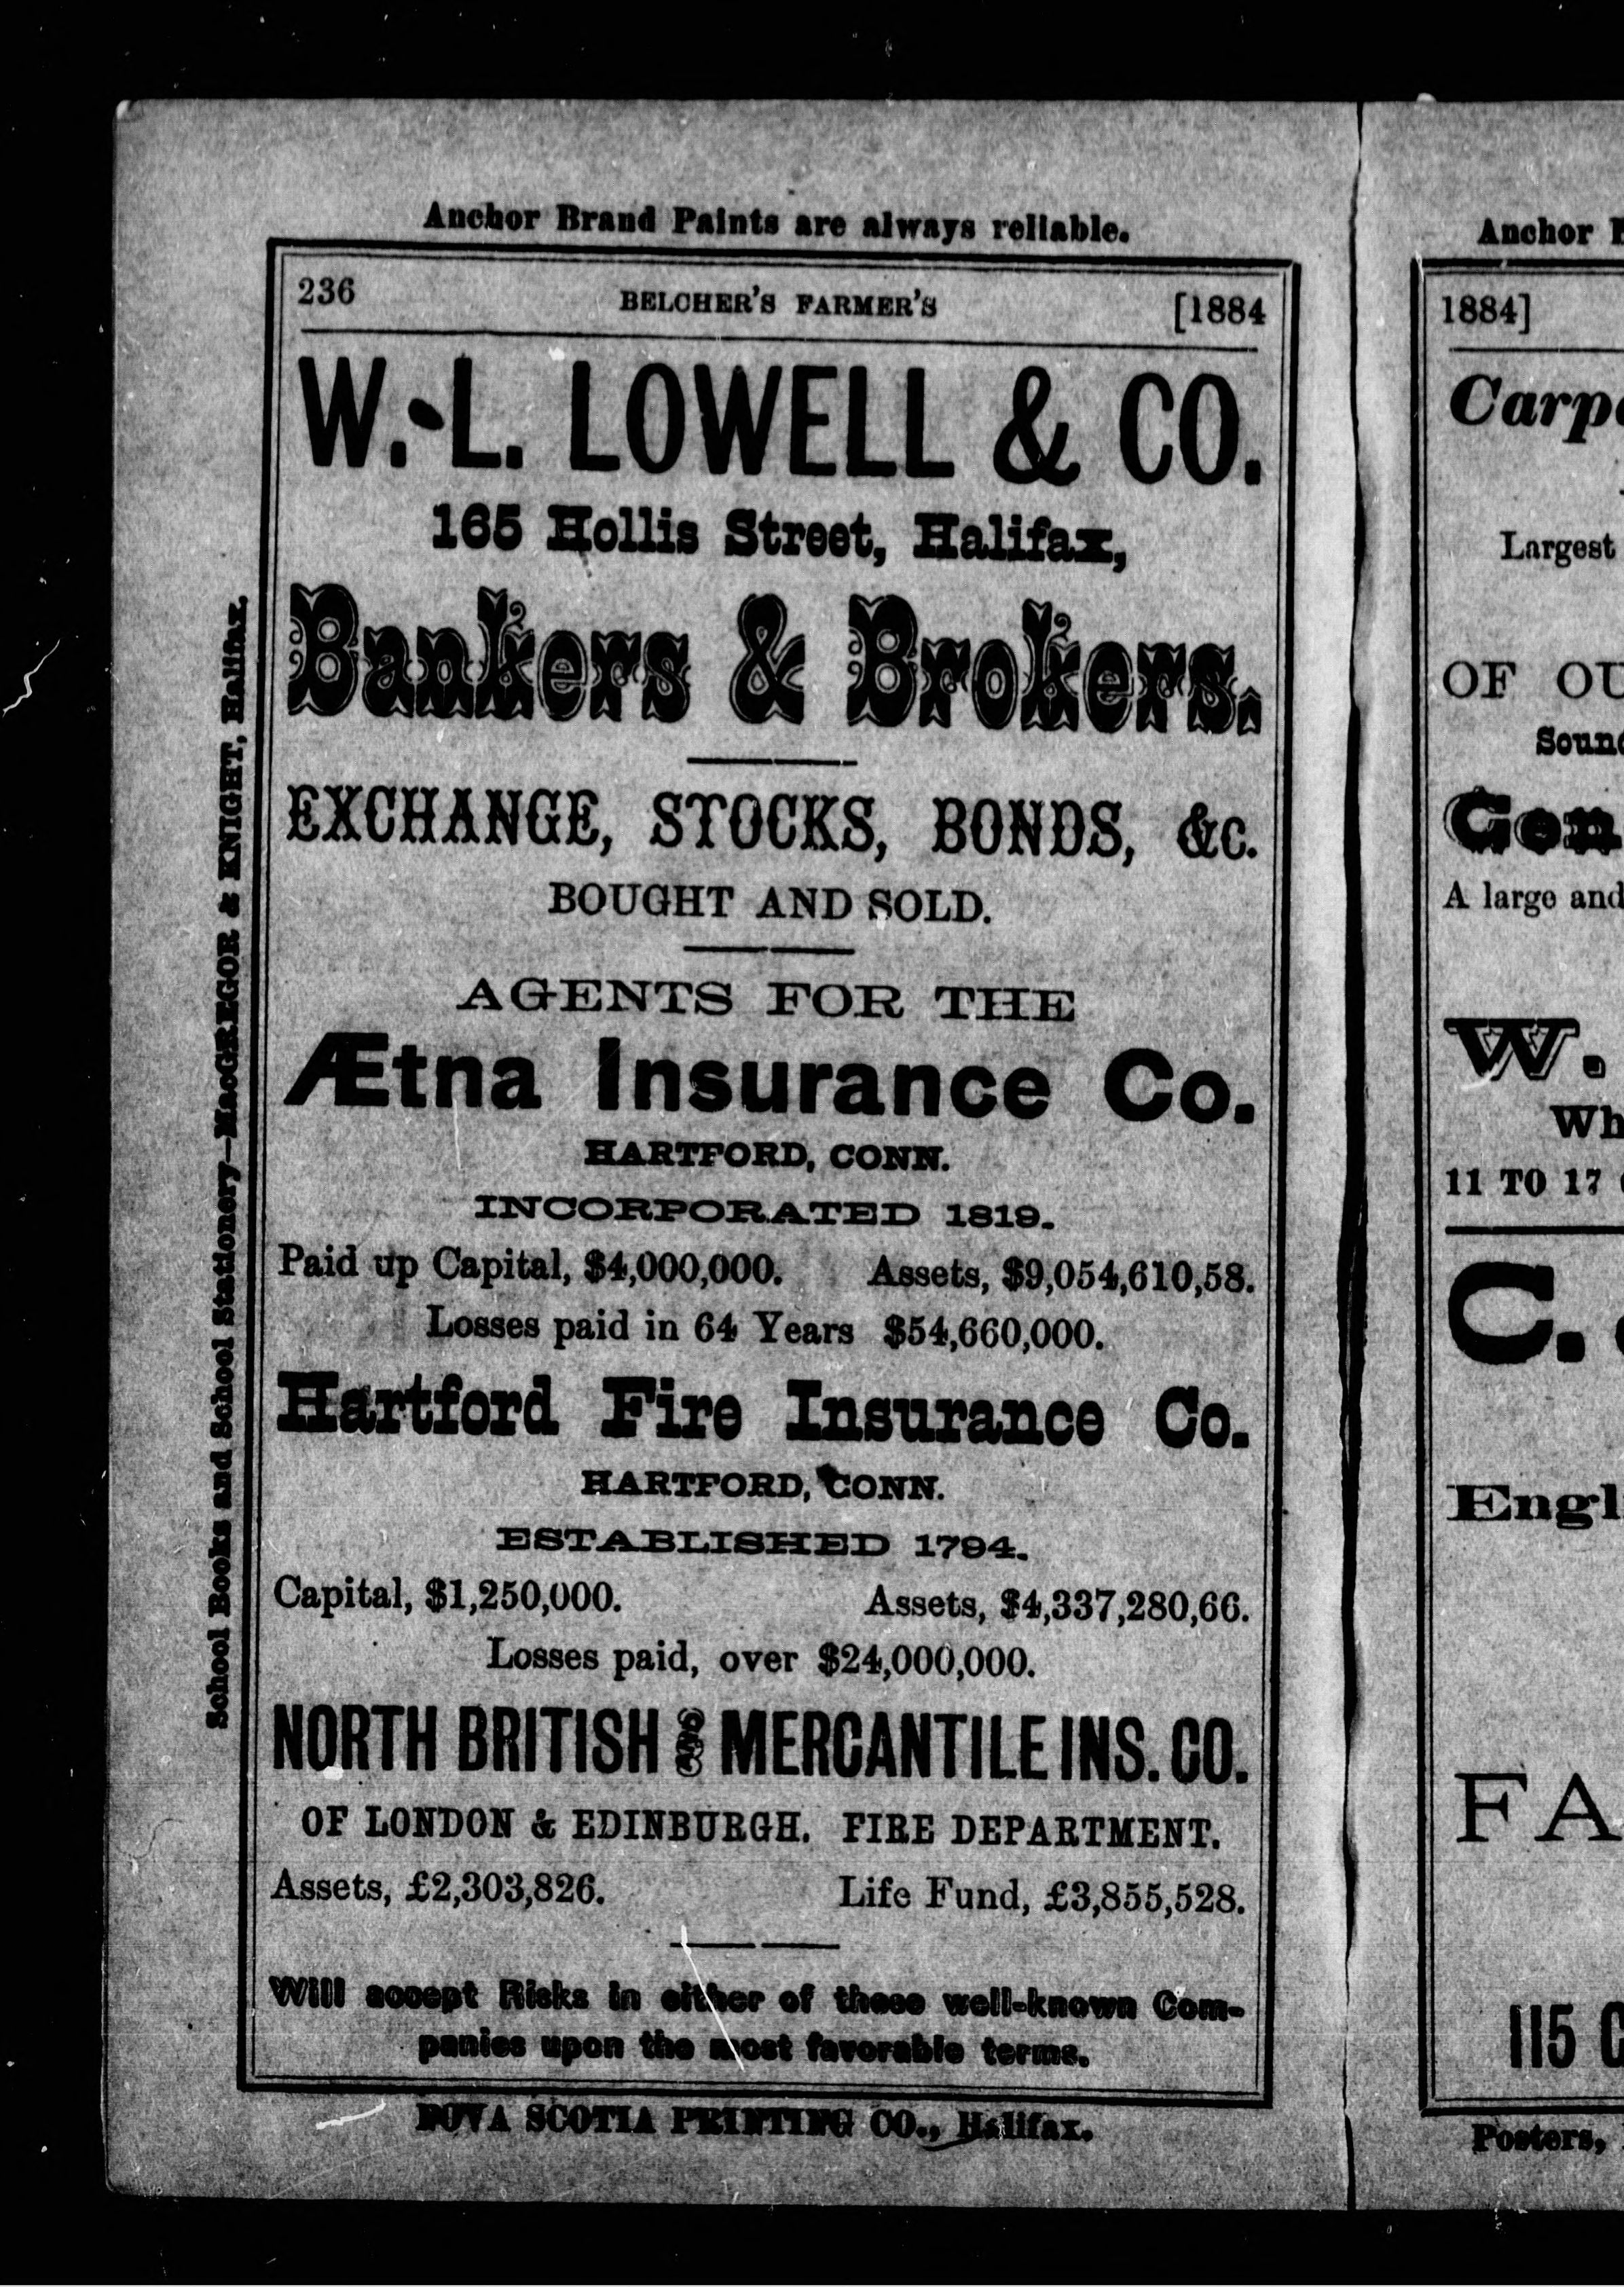 Anchor Brand Paints are always reliable.
236 BELCHER'S FARMER'S [1884
W. L. LOWELL & CO.
165 Hollis Street, Halifax,
Bankers & Brokers.
EXCHANGE, STOCKS, BONDS, &c.
BOUGHT AND SOLD.
AGENTS FOR THE
Ætna Insurance Co.
HARTFORD, CONN.
INCORPORATED 1819.
Paid up Capital, $4,000,000. Assets, $9,054,610,58.
Losses paid in 64 Years $54,660,000.
Hartford Fire Insurance Co.
HARTFORD, CONN.
ESTABLISHED 1794.
Capital, $1,250,000. Assets, $4,337,280,66.
Losses paid, over $24,000,000.
NORTH BRITISH AND MERCANTILE INS. CO.
OF LONDON & EDINBURGH. FIRE DEPARTMENT.
Assets, £2,303,826. Life Fund, £3,855,528.
Will accept Risks in either of these well-known Com-
panies upon the most favorable terms.
NOVA SCOTIA PRINTING CO., Halifax.
School Books and School Stationery—MacGREGOR & KNIGHT, Halifax.
Anchor
1884]
Carp
Largest
OF OU
Soun
Gen
A large and
W.
Wh
11 TO 17
C.
Engl
FA
115 C
Posters,